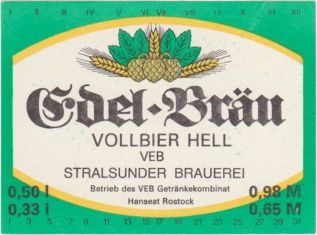 I II III IV V VI VII VIII IX X XI XII
Edel-Bräu
VOLLBIER HELL
VEB
STRALSUNDER BRAUEREI
Betrieb des VEB Getränkekombinat
Hanseat Rostock
0,50 l 0,98 M
0,33 l 0,65 M
1 3 5 7 9 11 13 15 17 19 21 23 25 27 29 31